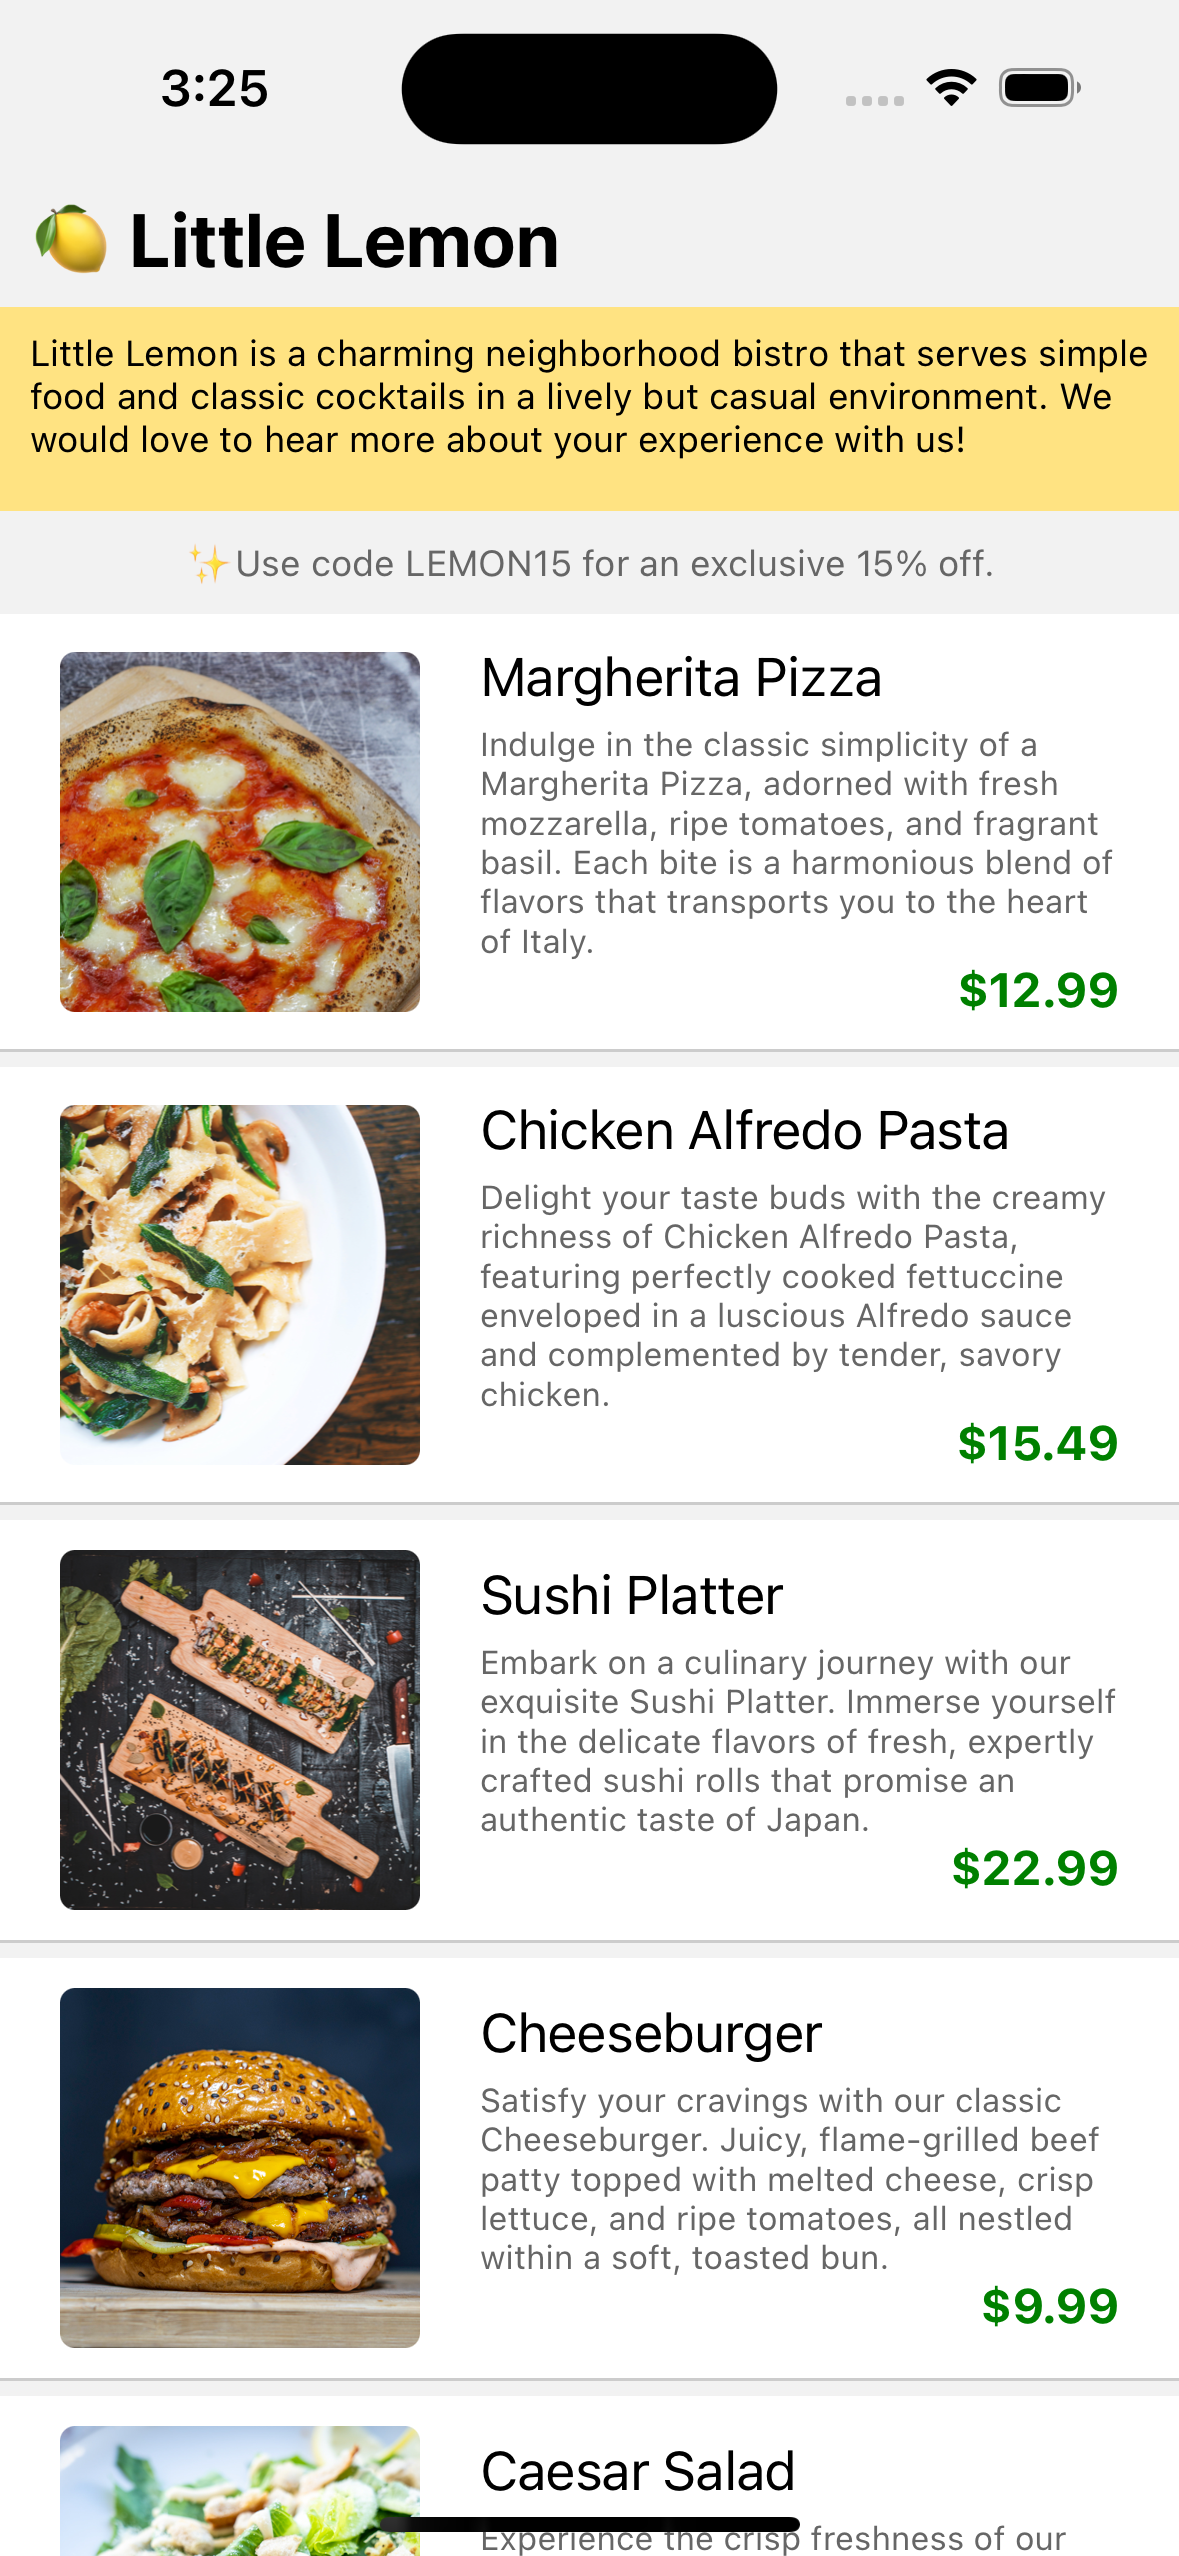 3:25
Little Lemon
Little Lemon is a charming neighborhood bistro that serves simple
food and classic cocktails in a lively but casual environment. We
would love to hear more about your experience with us!
✨Use code LEMON15 for an exclusive 15% off.
Margherita Pizza
Indulge in the classic simplicity of a
Margherita Pizza, adorned with fresh
mozzarella, ripe tomatoes, and fragrant
basil. Each bite is a harmonious blend of
flavors that transports you to the heart
of Italy.
$12.99
Chicken Alfredo Pasta
Delight your taste buds with the creamy
richness of Chicken Alfredo Pasta,
featuring perfectly cooked fettuccine
enveloped in a luscious Alfredo sauce
and complemented by tender, savory
chicken.
$15.49
Sushi Platter
Embark on a culinary journey with our
exquisite Sushi Platter. Immerse yourself
in the delicate flavors of fresh, expertly
crafted sushi rolls that promise an
authentic taste of Japan.
$22.99
Cheeseburger
Satisfy your cravings with our classic
Cheeseburger. Juicy, flame-grilled beef
patty topped with melted cheese, crisp
lettuce, and ripe tomatoes, all nestled
within a soft, toasted bun.
$9.99
Caesar Salad
Experience the crisp freshness of our